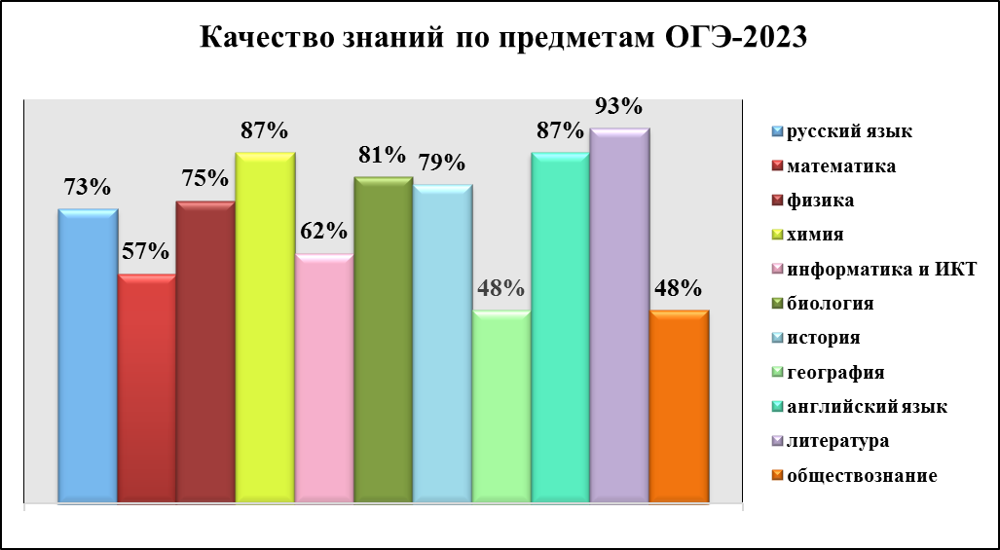 Качество знаний по предметам ОГЭ-2023
73%
57%
75%
87%
62%
81%
79%
48%
87%
93%
48%
русский язык
математика
физика
химия
информатика и ИКТ
биология
история
география
английский язык
литература
обществознание